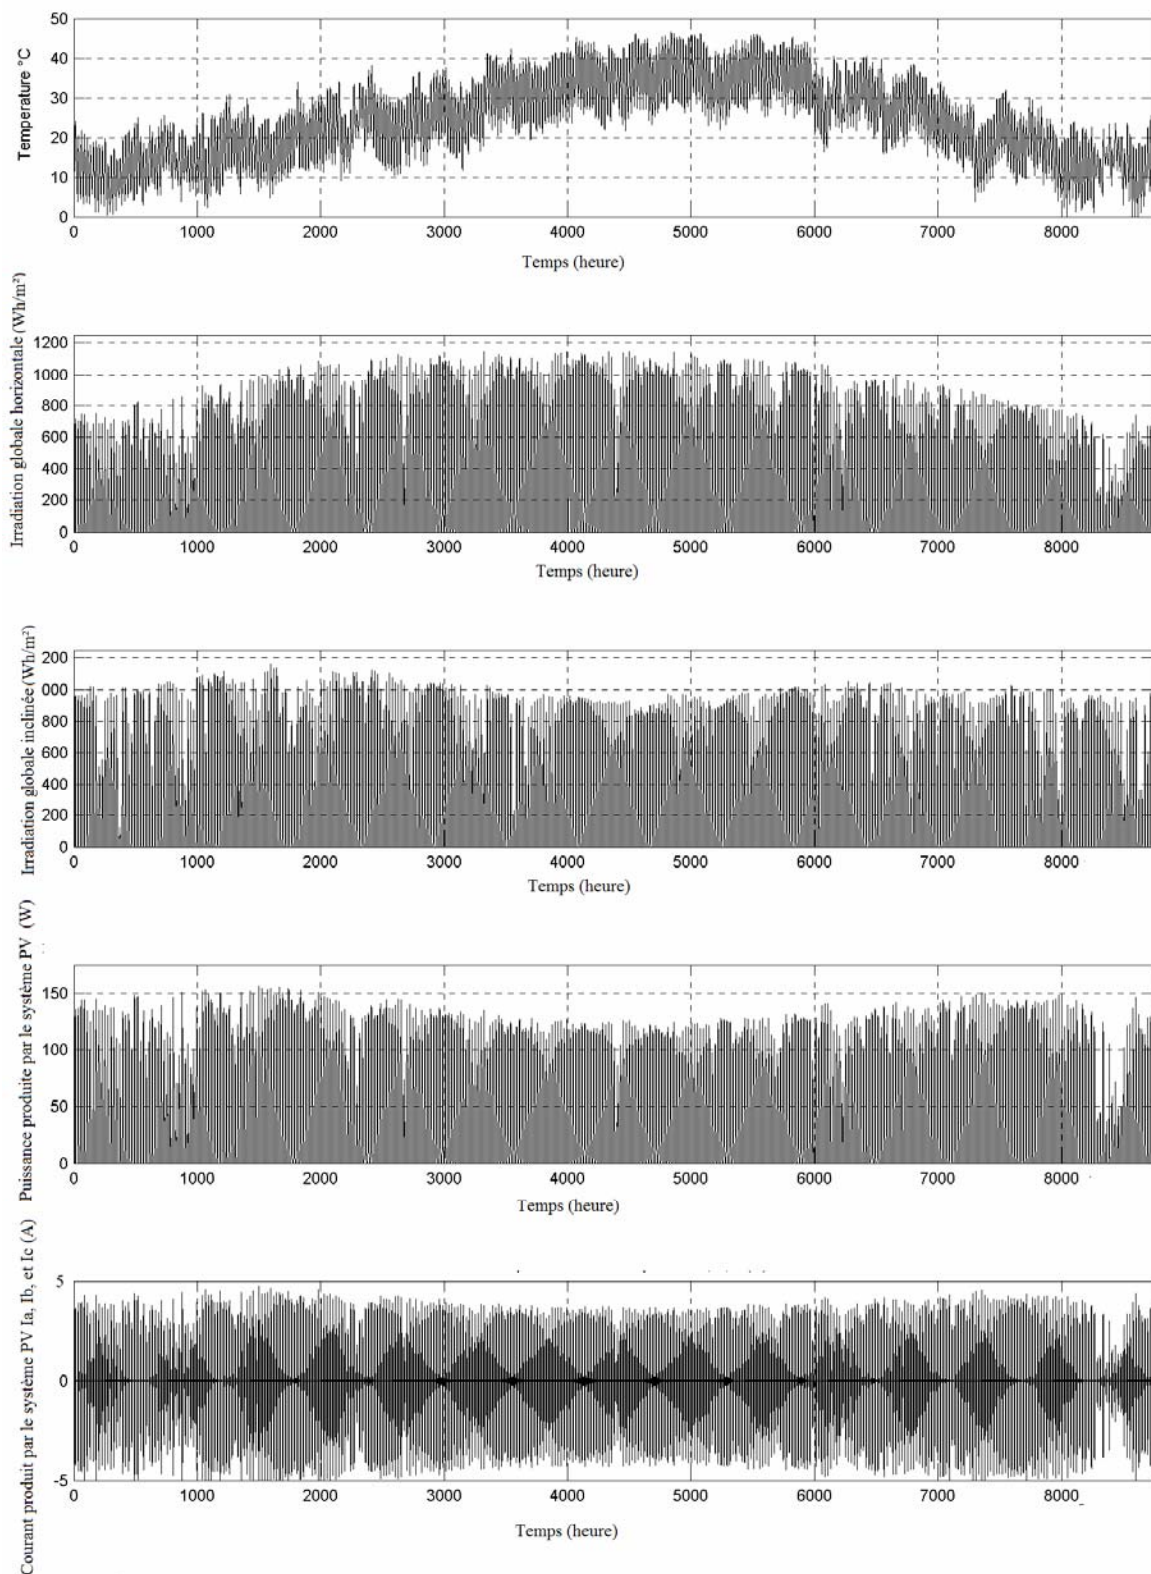 Temperature °C
50
40
30
20
10
0
0 1000 2000 3000 4000 5000 6000 7000 8000
Temps (heure)
Irradiation globale horizontale (Wh/m²)
1200
1000
800
600
400
200
0
0 1000 2000 3000 4000 5000 6000 7000 8000
Temps (heure)
Irradiation globale inclinée (Wh/m²)
200
000
800
600
400
200
0
0 1000 2000 3000 4000 5000 6000 7000 8000
Temps (heure)
Puissance produite par le système PV (W)
150
100
50
0
0 1000 2000 3000 4000 5000 6000 7000 8000
Temps (heure)
Courant produit par le système PV Ia, Ib, et Ic (A)
5
0
-5
0 1000 2000 3000 4000 5000 6000 7000 8000
Temps (heure)